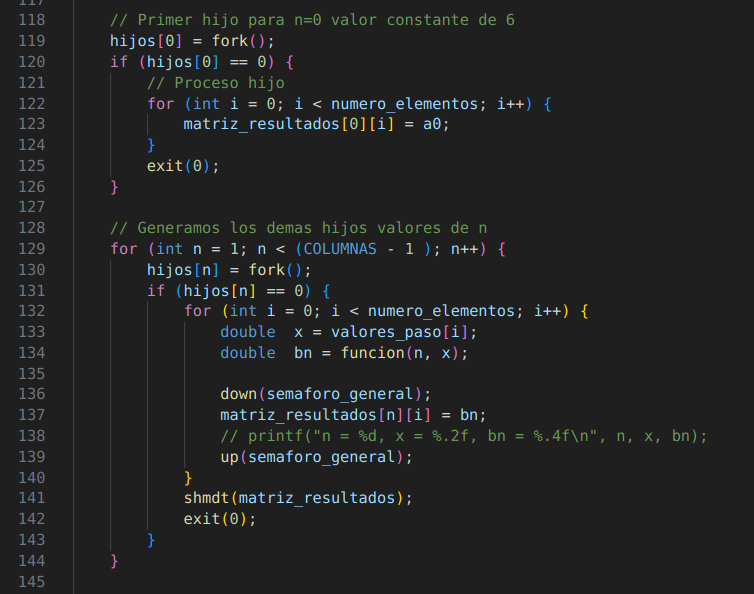 117
118    // Primer hijo para n=0 valor constante de 6
119    hijos[0] = fork();
120    if (hijos[0] == 0) {
121        // Proceso hijo
122        for (int i = 0; i < numero_elementos; i++) {
123            matriz_resultados[0][i] = a0;
124        }
125        exit(0);
126    }
127
128    // Generamos los demas hijos valores de n
129    for (int n = 1; n < (COLUMNAS - 1 ); n++) {
130        hijos[n] = fork();
131        if (hijos[n] == 0) {
132            for (int i = 0; i < numero_elementos; i++) {
133                double  x = valores_paso[i];
134                double  bn = funcion(n, x);
135
136                down(semaforo_general);
137                matriz_resultados[n][i] = bn;
138                // printf("n = %d, x = %.2f, bn = %.4f\n", n, x, bn);
139                up(semaforo_general);
140            }
141            shmdt(matriz_resultados);
142            exit(0);
143        }
144    }
145